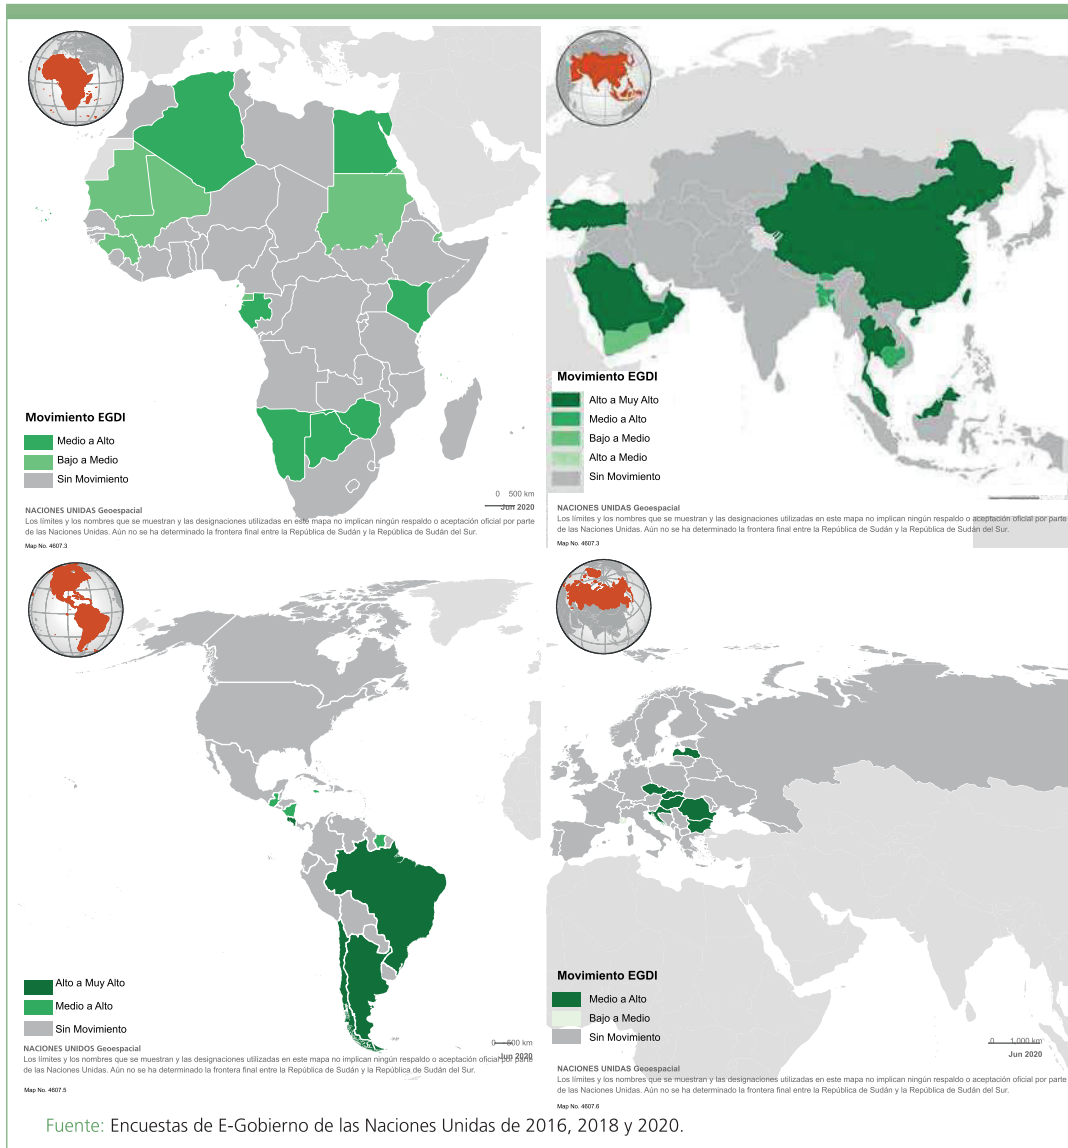 Movimiento EGDI
Medio a Alto
Bajo a Medio
Sin Movimiento
0 500 km
Jun 2020
NACIONES UNIDAS Geoespacial
Los límites y los nombres que se muestran y las designaciones utilizadas en este mapa no implican ningún respaldo o aceptación oficial por parte
de las Naciones Unidas. Aún no se ha determinado la frontera final entre la República de Sudán y la República de Sudán del Sur.
Map No. 4607.3
Movimiento EGDI
Alto a Muy Alto
Medio a Alto
Bajo a Medio
Alto a Medio
Sin Movimiento
NACIONES UNIDAS Geoespacial
Los límites y los nombres que se muestran y las designaciones utilizadas en este mapa no implican ningún respaldo o aceptación oficial por parte
de las Naciones Unidas. Aún no se ha determinado la frontera final entre la República de Sudán y la República de Sudán del Sur.
Map No. 4607.3
Alto a Muy Alto
Medio a Alto
Sin Movimiento
0 500 km
Jun 2020
NACIONES UNIDOS Geoespacial
Los límites y los nombres que se muestran y las designaciones utilizadas en este mapa no implican ningún respaldo o aceptación oficial por parte
de las Naciones Unidas. Aún no se ha determinado la frontera final entre la República de Sudán y la República de Sudán del Sur.
Map No. 4607.5
Movimiento EGDI
Medio a Alto
Bajo a Medio
Sin Movimiento
0 1,000 km
Jun 2020
NACIONES UNIDAS Geoespacial
Los límites y los nombres que se muestran y las designaciones utilizadas en este mapa no implican ningún respaldo o aceptación oficial por parte
de las Naciones Unidas. Aún no se ha determinado la frontera final entre la República de Sudán y la República de Sudán del Sur.
Map No. 4607.6
Fuente: Encuestas de E-Gobierno de las Naciones Unidas de 2016, 2018 y 2020.